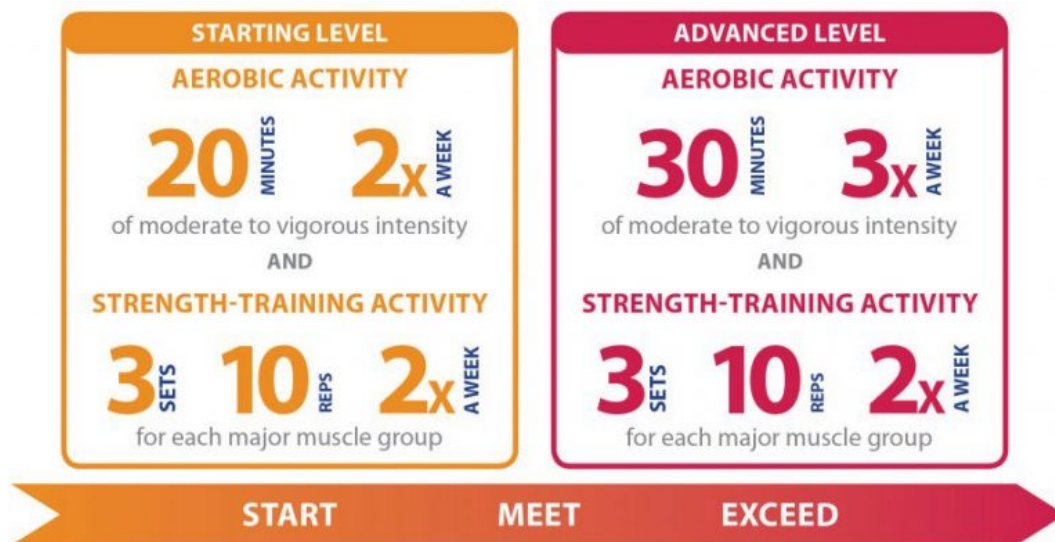 STARTING LEVEL
AEROBIC ACTIVITY
20 MINUTES 2x A WEEK
of moderate to vigorous intensity
AND
STRENGTH-TRAINING ACTIVITY
3 SETS 10 REPS 2x A WEEK
for each major muscle group
ADVANCED LEVEL
AEROBIC ACTIVITY
30 MINUTES 3x A WEEK
of moderate to vigorous intensity
AND
STRENGTH-TRAINING ACTIVITY
3 SETS 10 REPS 2x A WEEK
for each major muscle group
START MEET EXCEED